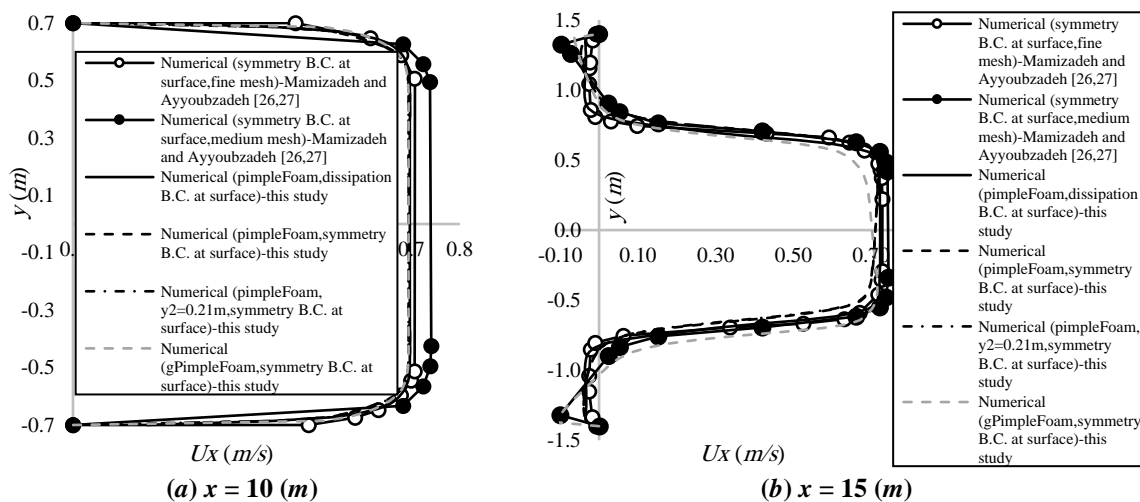 0.7
0.5
0.3
0.1
-0.1
-0.3
-0.5
-0.7
y (m)
0.
0.7
0.8
Numerical (symmetry B.C. at
surface,fine mesh)-Mamizadeh and
Ayyoubzadeh [26,27]
Numerical (symmetry B.C. at
surface,medium mesh)-Mamizadeh
and Ayyoubzadeh [26,27]
Numerical (pimpleFoam,dissipation
B.C. at surface)-this study
Numerical (pimpleFoam,symmetry
B.C. at surface)-this study
Numerical (pimpleFoam,
y2=0.21m,symmetry B.C. at
surface)-this study
Numerical
(gPimpleFoam,symmetry B.C. at
surface)-this study
Ux (m/s)
(a) x = 10 (m)
1.5
1.0
0.5
0.0
-0.5
-1.0
-1.5
y (m)
-0.10
0.10
0.30
0.50
0.70
Numerical (symmetry
B.C. at surface,fine
mesh)-Mamizadeh and
Ayyoubzadeh [26,27]
Numerical (symmetry
B.C. at surface,medium
mesh)-Mamizadeh and
Ayyoubzadeh [26,27]
Numerical
(pimpleFoam,dissipation
B.C. at surface)-this
study
Numerical
(pimpleFoam,symmetry
B.C. at surface)-this
study
Numerical (pimpleFoam,
y2=0.21m,symmetry
B.C. at surface)-this
study
Numerical
(gPimpleFoam,symmetry
B.C. at surface)-this
study
Ux (m/s)
(b) x = 15 (m)